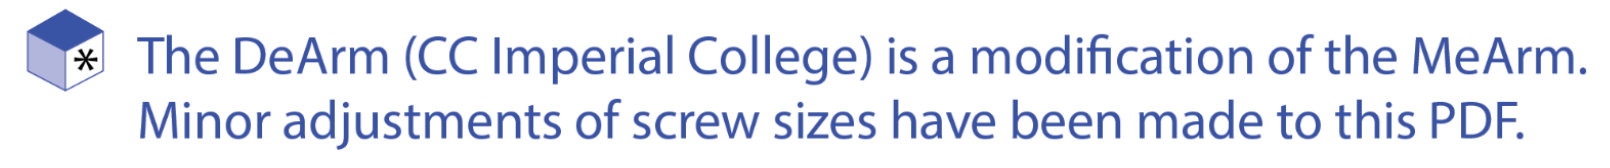 *
The DeArm (CC Imperial College) is a modification of the MeArm.
Minor adjustments of screw sizes have been made to this PDF.